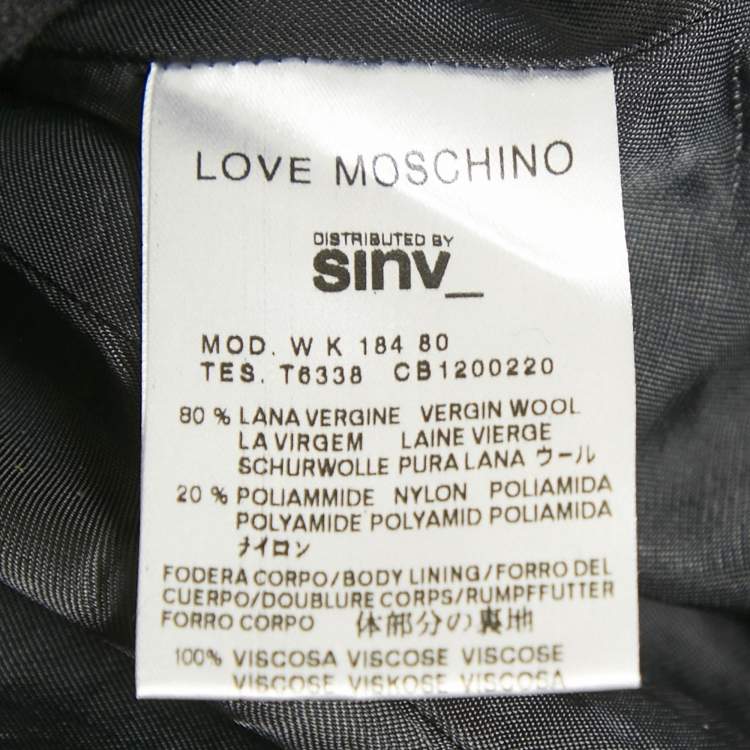 LOVE MOSCHINO
DISTRIBUTED BY
sinv_
MOD. W K 184 80
TES. T6338 CB1200220
80 % LANA VERGINE VERGIN WOOL
LA VIRGEM LAINE VIERGE
SCHURWOLLE PURA LANA ウール
20 % POLIAMMIDE NYLON POLIAMIDA
POLYAMIDE POLYAMID POLIAMIDA
ナイロン
FODERA CORPO/BODY LINING/FORRO DEL
CUERPO/DOUBLURE CORPS/RUMPFFUTTER
FORRO CORPO 体部分の裏地
100% VISCOSA VISCOSE VISCOSE
VISCOSE VISKOSE VISCOSA